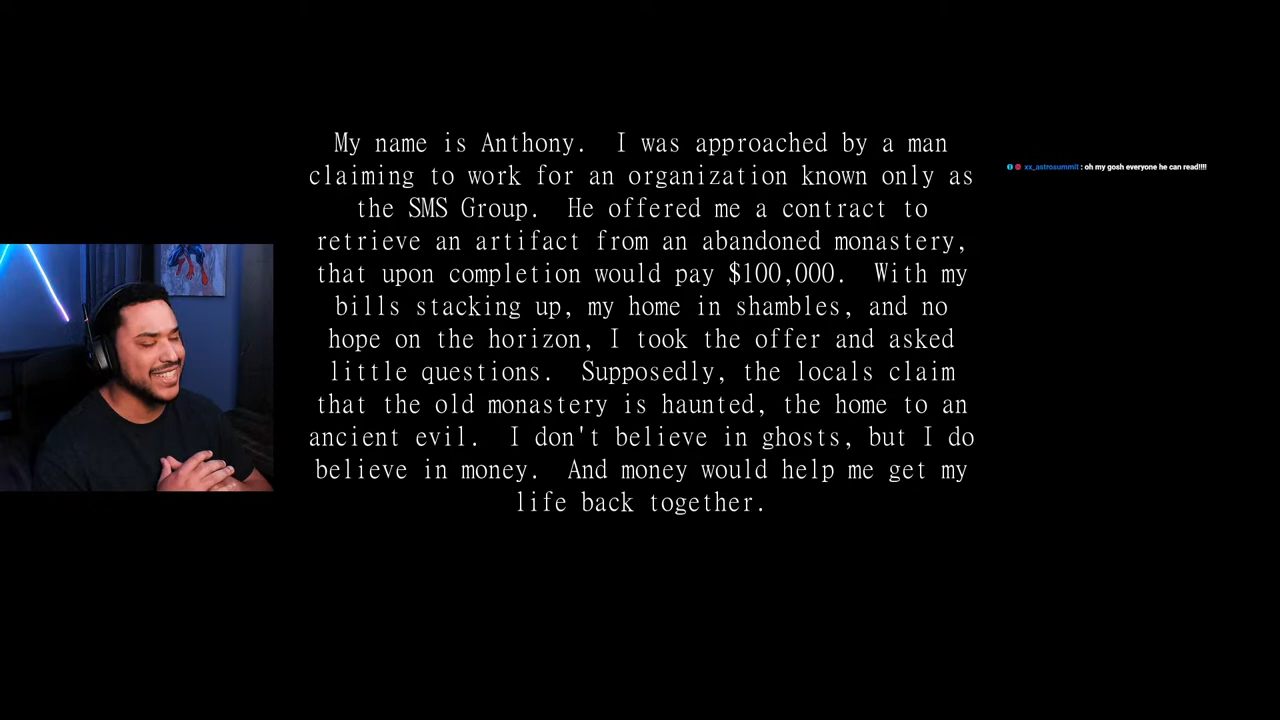 My name is Anthony.  I was approached by a man
claiming to work for an organization known only as
the SMS Group.  He offered me a contract to
retrieve an artifact from an abandoned monastery,
that upon completion would pay $100,000.  With my
bills stacking up, my home in shambles, and no
hope on the horizon, I took the offer and asked
little questions.  Supposedly, the locals claim
that the old monastery is haunted, the home to an
ancient evil.  I don't believe in ghosts, but I do
believe in money.  And money would help me get my
life back together.
xx_astrosummit : oh my gosh everyone he can read!!!!